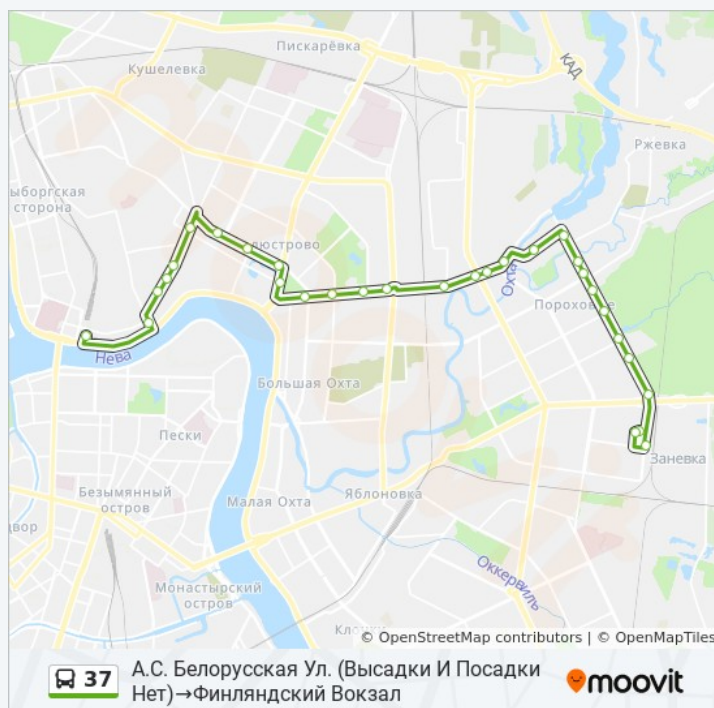 Пискарёвка
Кушелевка
КАД
Ржевка
ыборгская
сторона
люстрово
Охта
Пороховые
Нева
Большая Охта
Пески
Заневка
Безымянный
остров
Яблоновка
Малая Охта
двор
Оккервиль
Монастырский
остров
© OpenStreetMap contributors | © OpenMapTiles
37
А.С. Белорусская Ул. (Высадки И Посадки
Нет)→Финляндский Вокзал
moovit